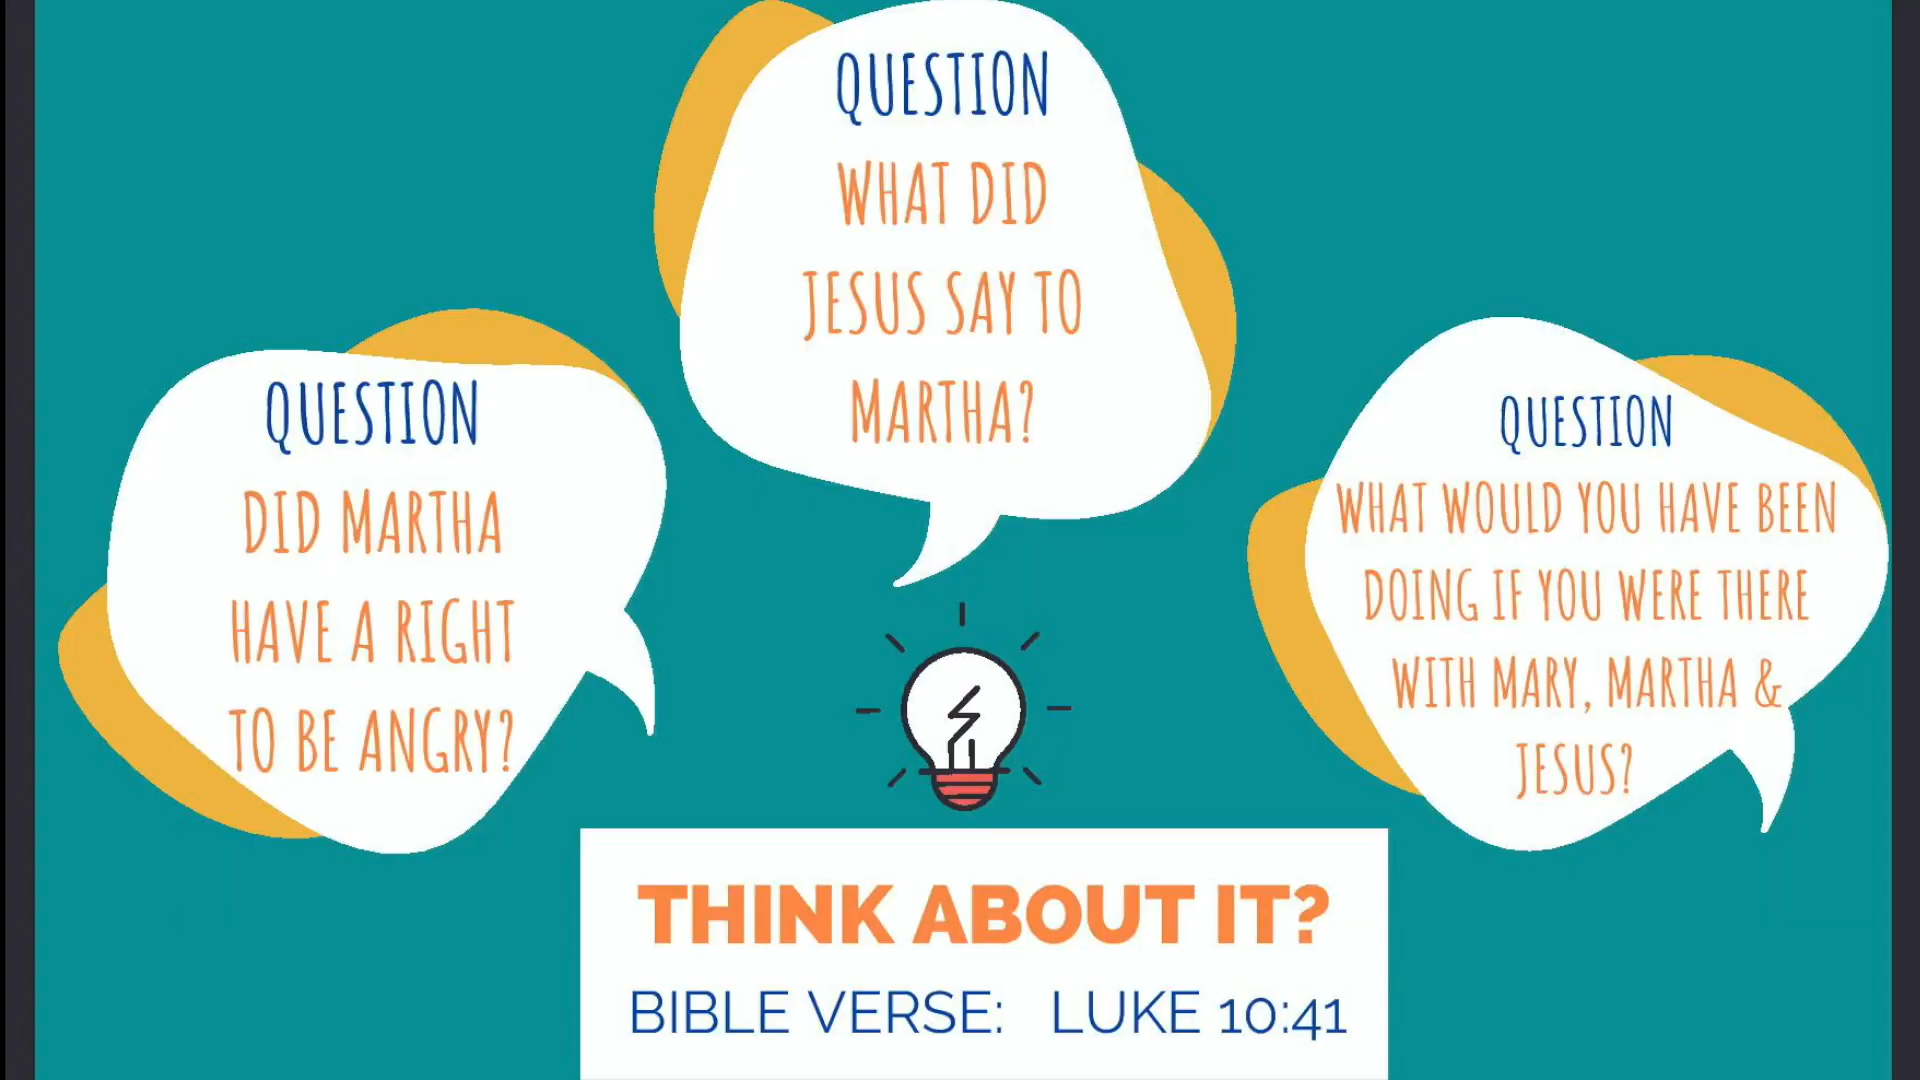 QUESTION
WHAT DID
JESUS SAY TO
MARTHA?
QUESTION
DID MARTHA
HAVE A RIGHT
TO BE ANGRY?
QUESTION
WHAT WOULD YOU HAVE BEEN
DOING IF YOU WERE THERE
WITH MARY, MARTHA &
JESUS?
THINK ABOUT IT?
BIBLE VERSE: LUKE 10:41